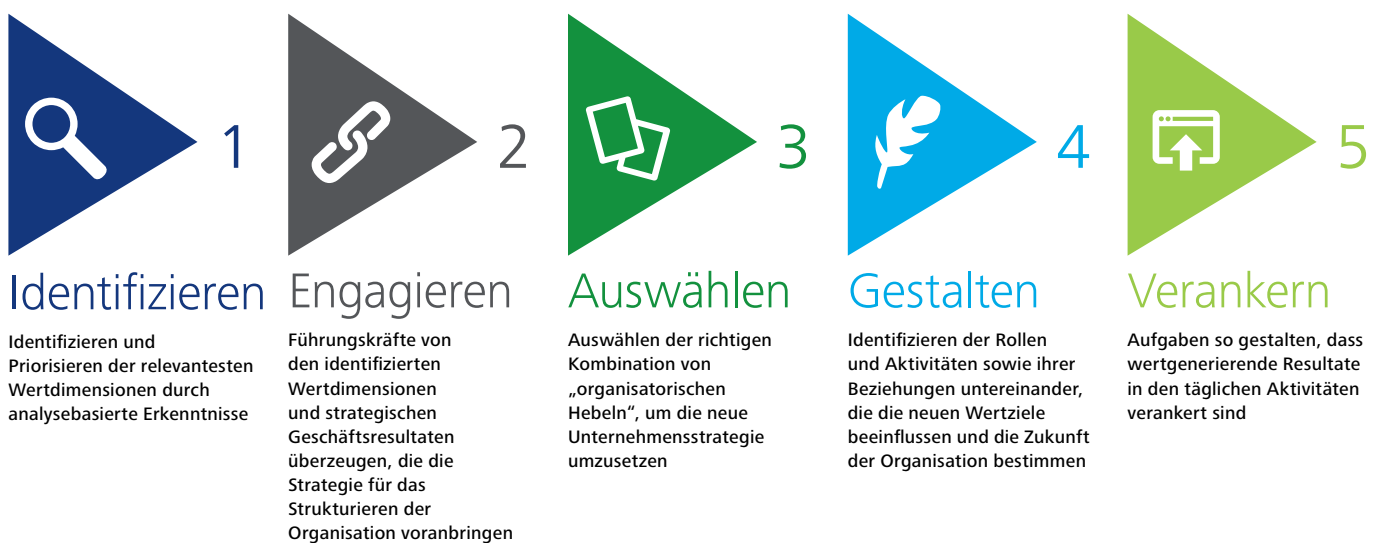 1
Identifizieren
Identifizieren und
Priorisieren der relevantesten
Wertdimensionen durch
analysebasierte Erkenntnisse
2
Engagieren
Führungskräfte von
den identifizierten
Wertdimensionen
und strategischen
Geschäftsresultaten
überzeugen, die die
Strategie für das
Strukturieren der
Organisation voranbringen
3
Auswählen
Auswählen der richtigen
Kombination von
„organisatorischen
Hebeln“, um die neue
Unternehmensstrategie
umzusetzen
4
Gestalten
Identifizieren der Rollen
und Aktivitäten sowie ihrer
Beziehungen untereinander,
die die neuen Wertziele
beeinflussen und die Zukunft
der Organisation bestimmen
5
Verankern
Aufgaben so gestalten, dass
wertgenerierende Resultate
in den täglichen Aktivitäten
verankert sind